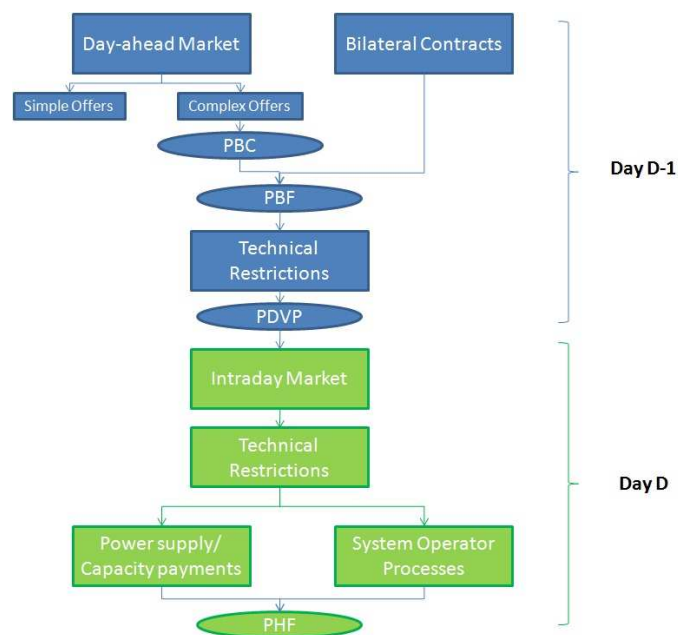 Day-ahead Market
Bilateral Contracts
Simple Offers
Complex Offers
PBC
Day D-1
PBF
Technical
Restrictions
PDVP
Intraday Market
Technical
Restrictions
Day D
Power supply/
Capacity payments
System Operator
Processes
PHF